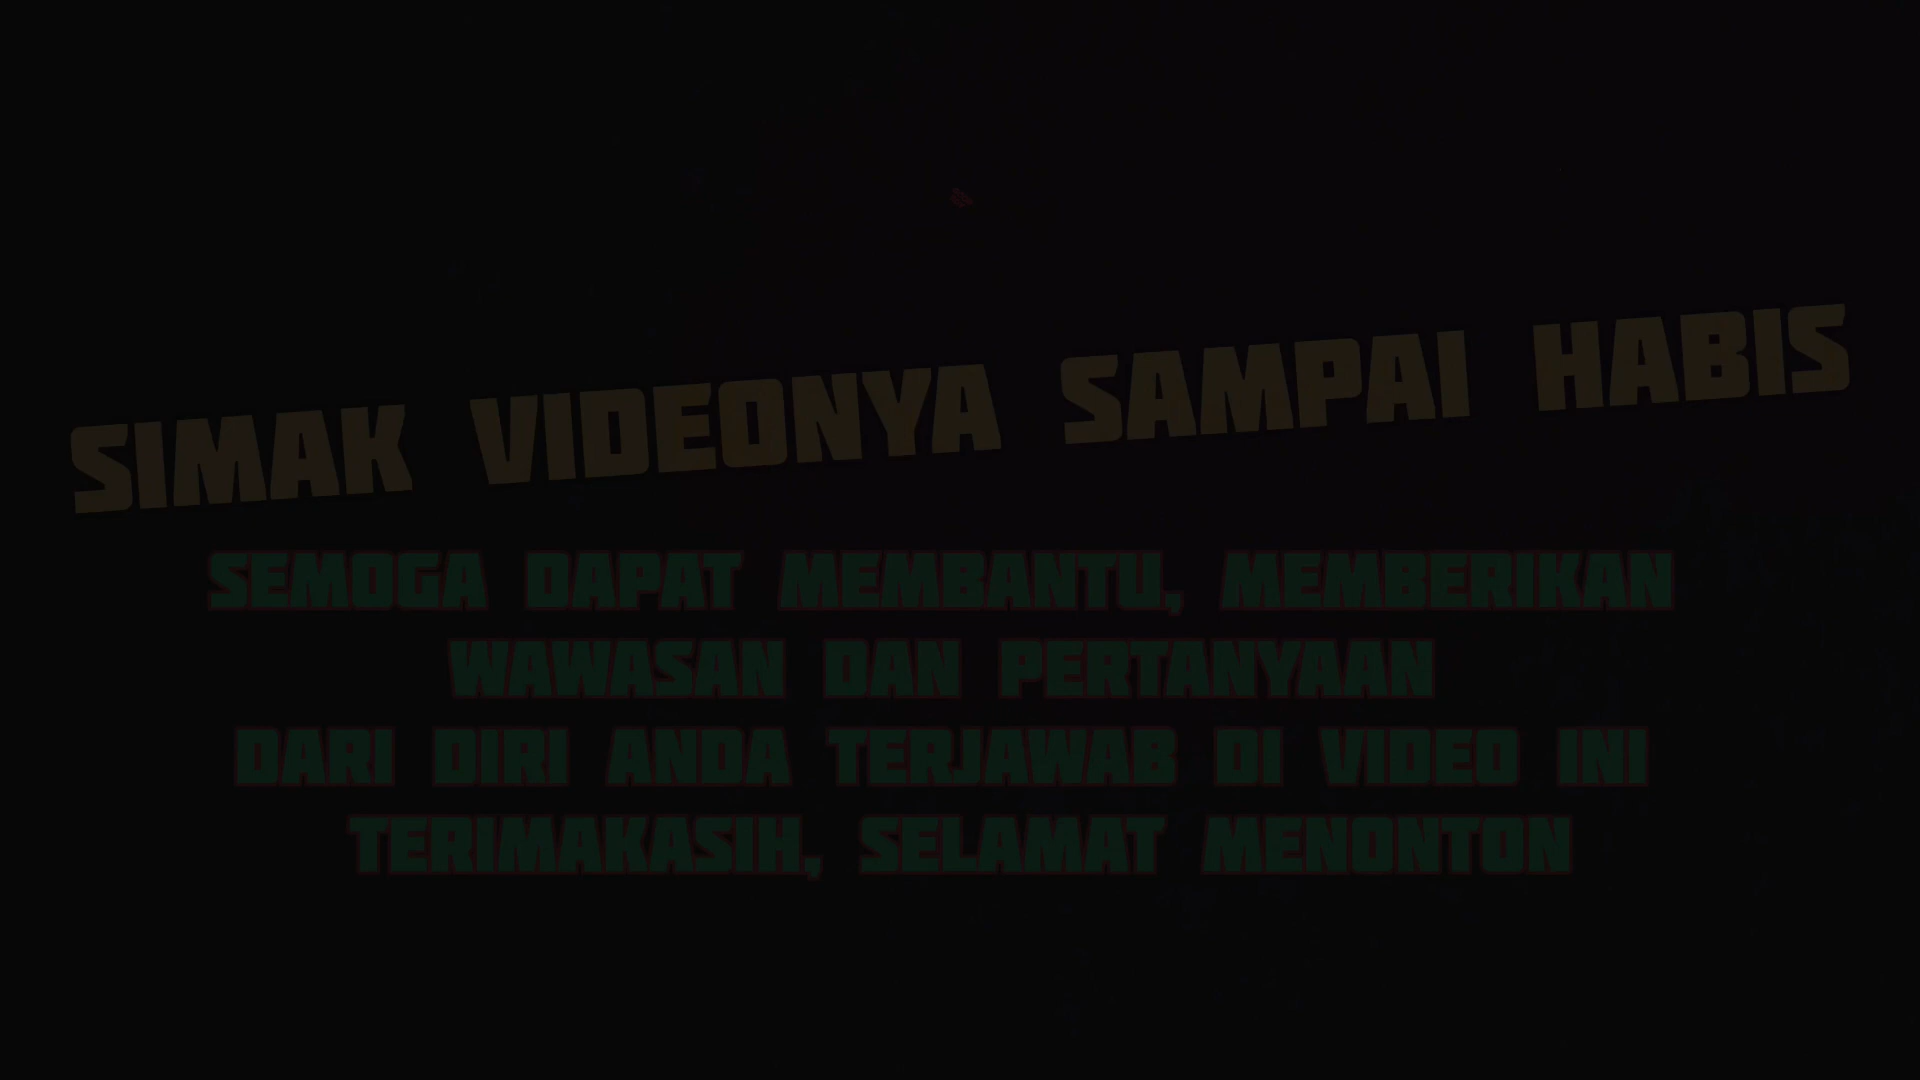 SIMAK VIDEONYA SAMPAI HABIS
SEMOGA DAPAT MEMBANTU, MEMBERIKAN
WAWASAN DAN PERTANYAAN
DARI DIRI ANDA TERJAWAB DI VIDEO INI
TERIMAKASIH, SELAMAT MENONTON